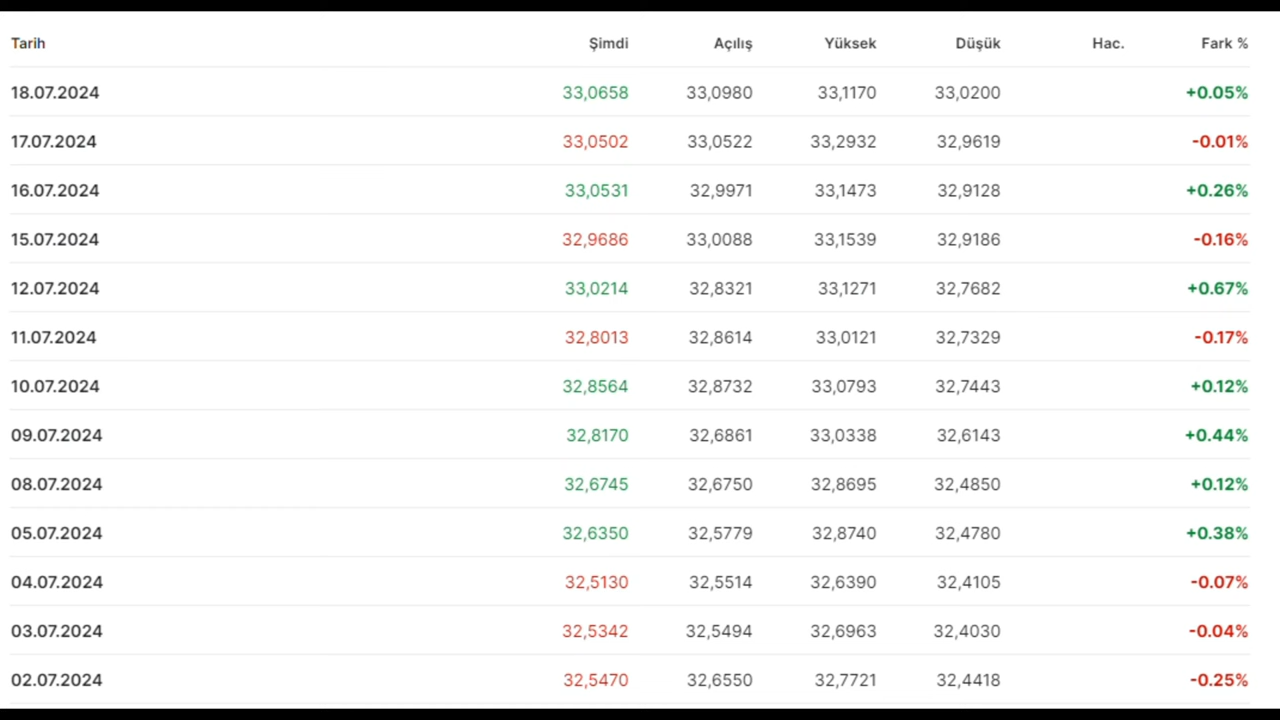 Tarih Şimdi Açılış Yüksek Düşük Hac. Fark %
18.07.2024 33,0658 33,0980 33,1170 33,0200 +0.05%
17.07.2024 33,0502 33,0522 33,2932 32,9619 -0.01%
16.07.2024 33,0531 32,9971 33,1473 32,9128 +0.26%
15.07.2024 32,9686 33,0088 33,1539 32,9186 -0.16%
12.07.2024 33,0214 32,8321 33,1271 32,7682 +0.67%
11.07.2024 32,8013 32,8614 33,0121 32,7329 -0.17%
10.07.2024 32,8564 32,8732 33,0793 32,7443 +0.12%
09.07.2024 32,8170 32,6861 33,0338 32,6143 +0.44%
08.07.2024 32,6745 32,6750 32,8695 32,4850 +0.12%
05.07.2024 32,6350 32,5779 32,8740 32,4780 +0.38%
04.07.2024 32,5130 32,5514 32,6390 32,4105 -0.07%
03.07.2024 32,5342 32,5494 32,6963 32,4030 -0.04%
02.07.2024 32,5470 32,6550 32,7721 32,4418 -0.25%